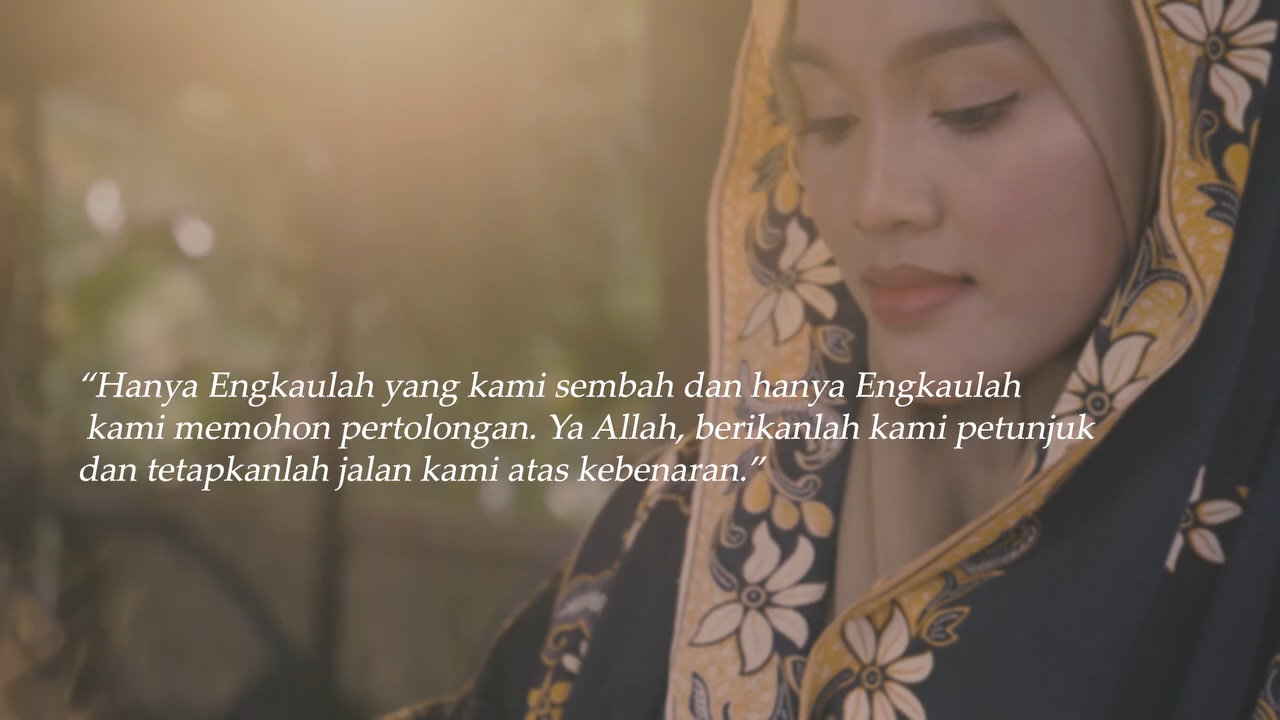 “Hanya Engkaulah yang kami sembah dan hanya Engkaulah
kami memohon pertolongan. Ya Allah, berikanlah kami petunjuk
dan tetapkanlah jalan kami atas kebenaran.”